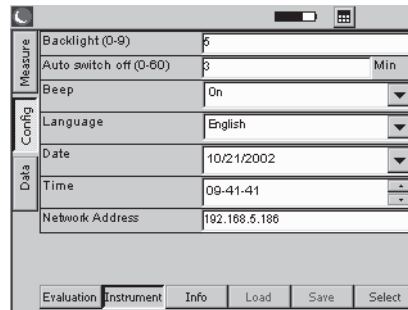 Measure
Config
Data
Backlight (0-9) 5
Auto switch off (0-60) 3 Min
Beep On
Language English
Date 10/21/2002
Time 09-41-41
Network Address 192.168.5.186
Evaluation Instrument Info Load Save Select